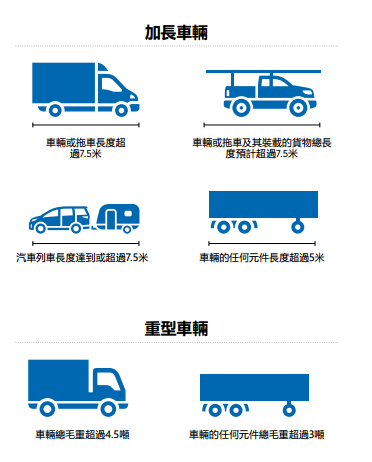 加長車輛
車輛或拖車長度超
過7.5米
車輛或拖車及其裝載的貨物總長
度預計超過7.5米
汽車列車長度達到或超過7.5米
車輛的任何元件長度超過5米
重型車輛
車輛總毛重超過4.5噸
車輛的任何元件總毛重超過3噸